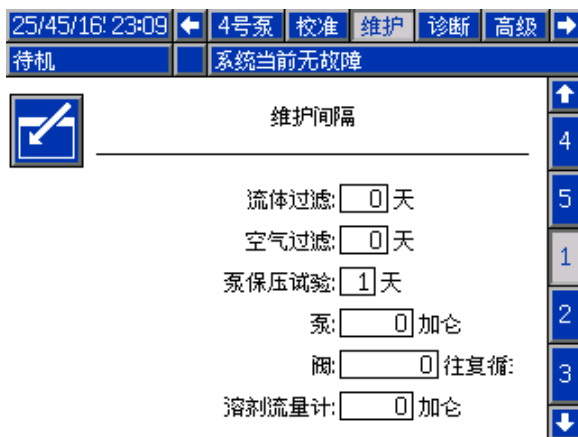 25/45/16 23:09 4号泵 校准 维护 诊断 高级
待机 系统当前无故障
维护间隔
4
流体过滤: 0 天
5
空气过滤: 0 天
1
泵保压试验: 1 天
泵: 0 加仑
2
阀: 0 往复循
3
溶剂流量计: 0 加仑